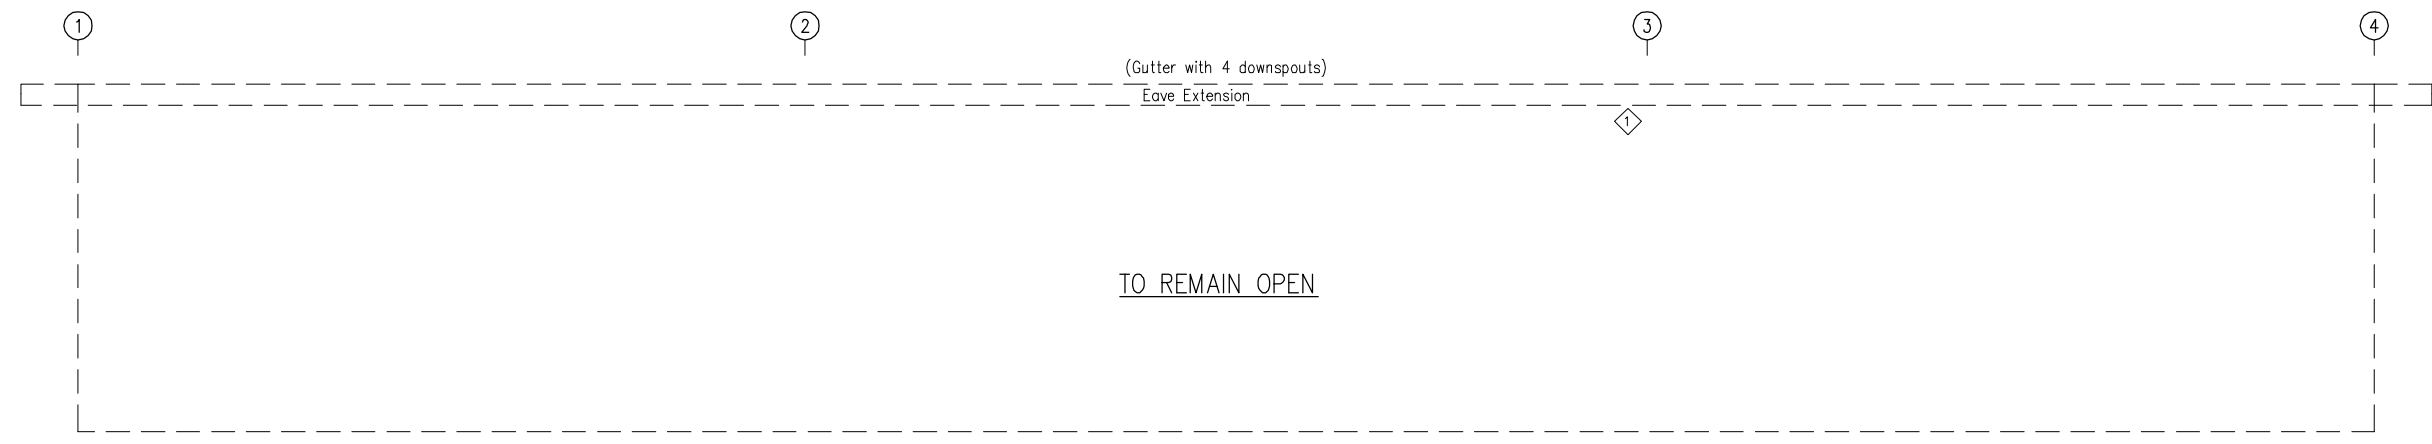 1 2 3 4
(Gutter with 4 downspouts)
Eave Extension
1
TO REMAIN OPEN